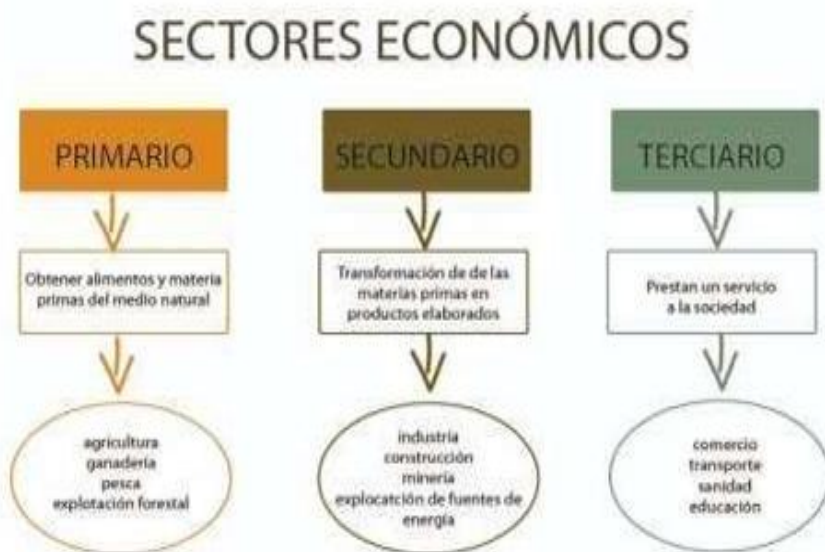 SECTORES ECONÓMICOS
PRIMARIO
Obtener alimentos y materia
primas del medio natural
agricultura
ganadería
pesca
explotación forestal
SECUNDARIO
Transformación de de las
materias primas en
productos elaborados
industria
construcción
minería
explocatción de fuentes de
energía
TERCIARIO
Prestan un servicio
a la sociedad
comercio
transporte
sanidad
educación